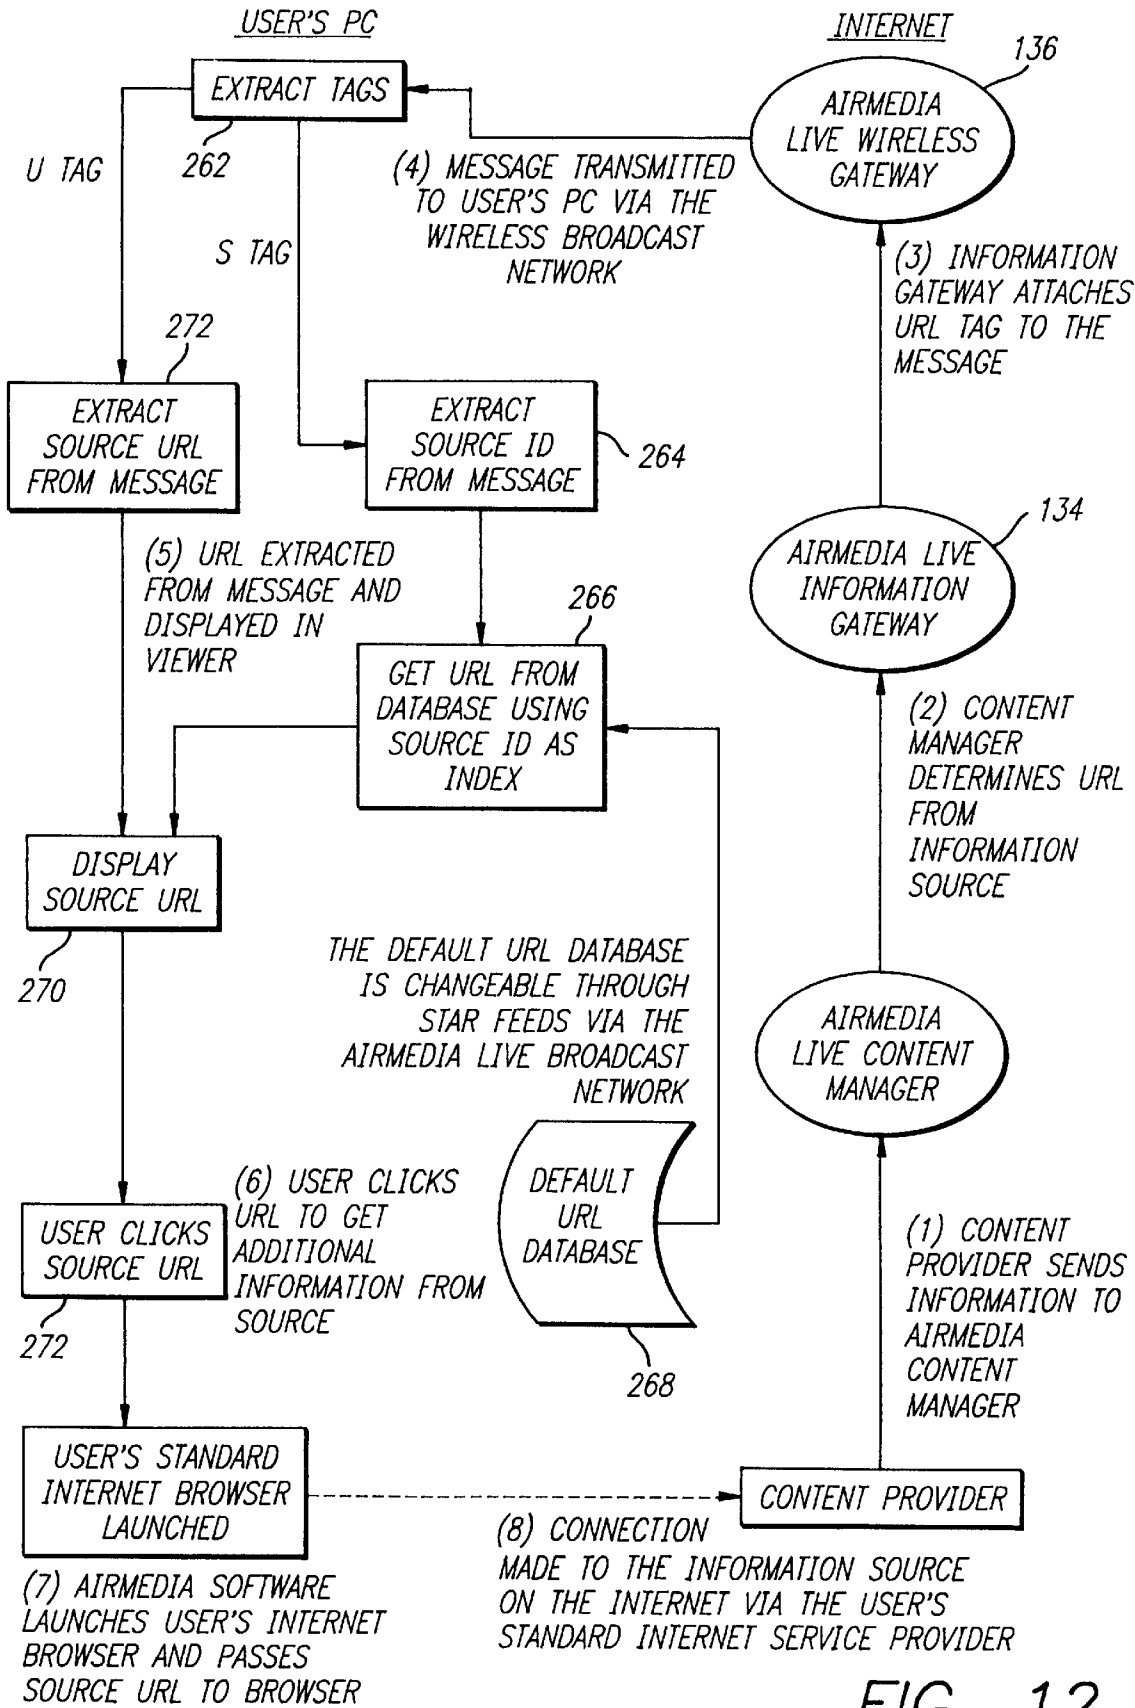 USER'S PC
INTERNET
136
EXTRACT TAGS
262
AIRMEDIA
LIVE WIRELESS
GATEWAY
U TAG
S TAG
(4) MESSAGE TRANSMITTED
TO USER'S PC VIA THE
WIRELESS BROADCAST
NETWORK
(3) INFORMATION
GATEWAY ATTACHES
URL TAG TO THE
MESSAGE
272
EXTRACT
SOURCE URL
FROM MESSAGE
EXTRACT
SOURCE ID
FROM MESSAGE
264
134
AIRMEDIA LIVE
INFORMATION
GATEWAY
(5) URL EXTRACTED
FROM MESSAGE AND
DISPLAYED IN
VIEWER
266
GET URL FROM
DATABASE USING
SOURCE ID AS
INDEX
(2) CONTENT
MANAGER
DETERMINES URL
FROM
INFORMATION
SOURCE
DISPLAY
SOURCE URL
270
THE DEFAULT URL DATABASE
IS CHANGEABLE THROUGH
STAR FEEDS VIA THE
AIRMEDIA LIVE BROADCAST
NETWORK
AIRMEDIA
LIVE CONTENT
MANAGER
DEFAULT
URL
DATABASE
268
USER CLICKS
SOURCE URL
272
(6) USER CLICKS
URL TO GET
ADDITIONAL
INFORMATION FROM
SOURCE
(1) CONTENT
PROVIDER SENDS
INFORMATION TO
AIRMEDIA
CONTENT
MANAGER
USER'S STANDARD
INTERNET BROWSER
LAUNCHED
CONTENT PROVIDER
(7) AIRMEDIA SOFTWARE
LAUNCHES USER'S INTERNET
BROWSER AND PASSES
SOURCE URL TO BROWSER
(8) CONNECTION
MADE TO THE INFORMATION SOURCE
ON THE INTERNET VIA THE USER'S
STANDARD INTERNET SERVICE PROVIDER
FIG. 12